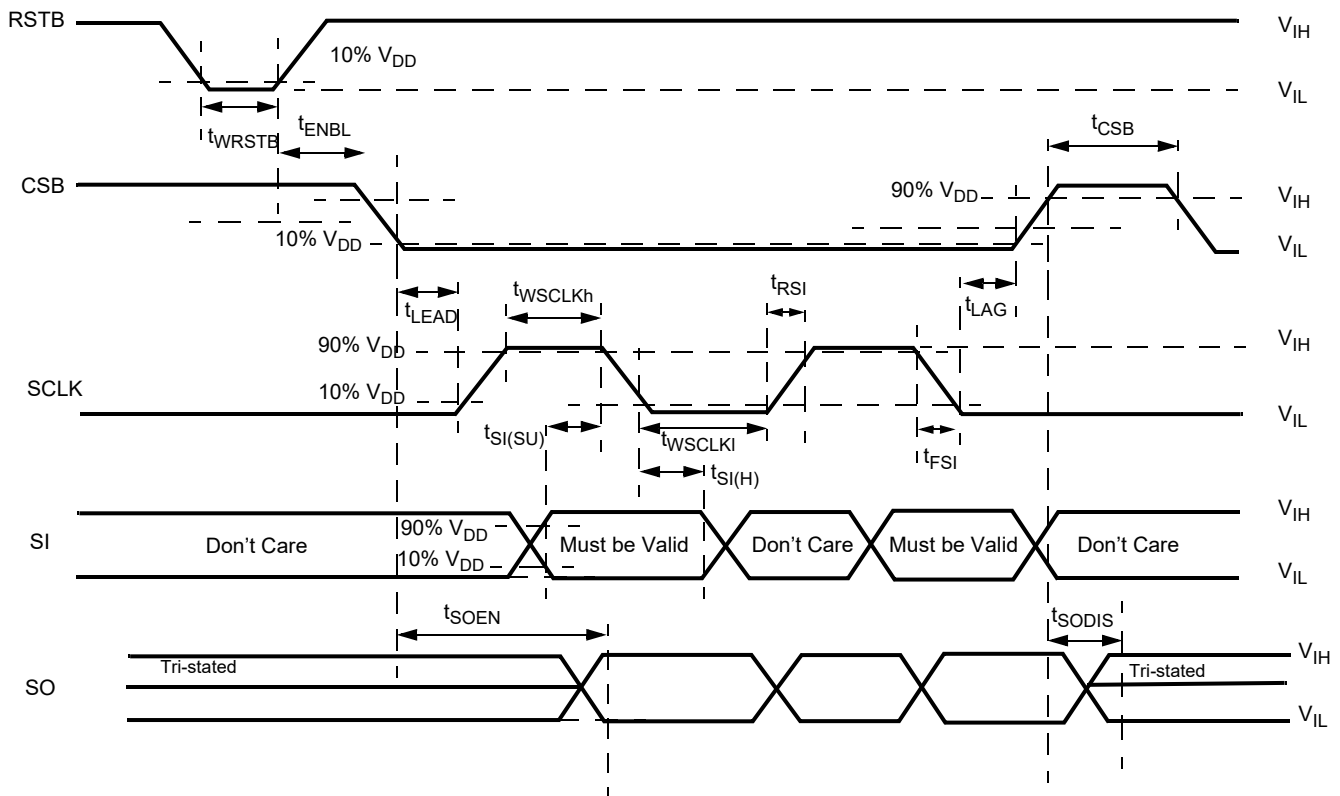 RSTB
V_IH
10% V_DD
V_IL
t_WRSTB
t_ENBL
t_CSB
CSB
90% V_DD
V_IH
10% V_DD
V_IL
t_LEAD
t_WSCLKh
t_RSI
t_LAG
90% V_DD
V_IH
SCLK
10% V_DD
V_IL
t_SI(SU)
t_WSCLKl
t_FSI
t_SI(H)
SI
90% V_DD
V_IH
Don't Care
Must be Valid
Don't Care
Must be Valid
Don't Care
10% V_DD
V_IL
t_SOEN
t_SODIS
SO
Tri-stated
Tri-stated
V_IH
V_IL